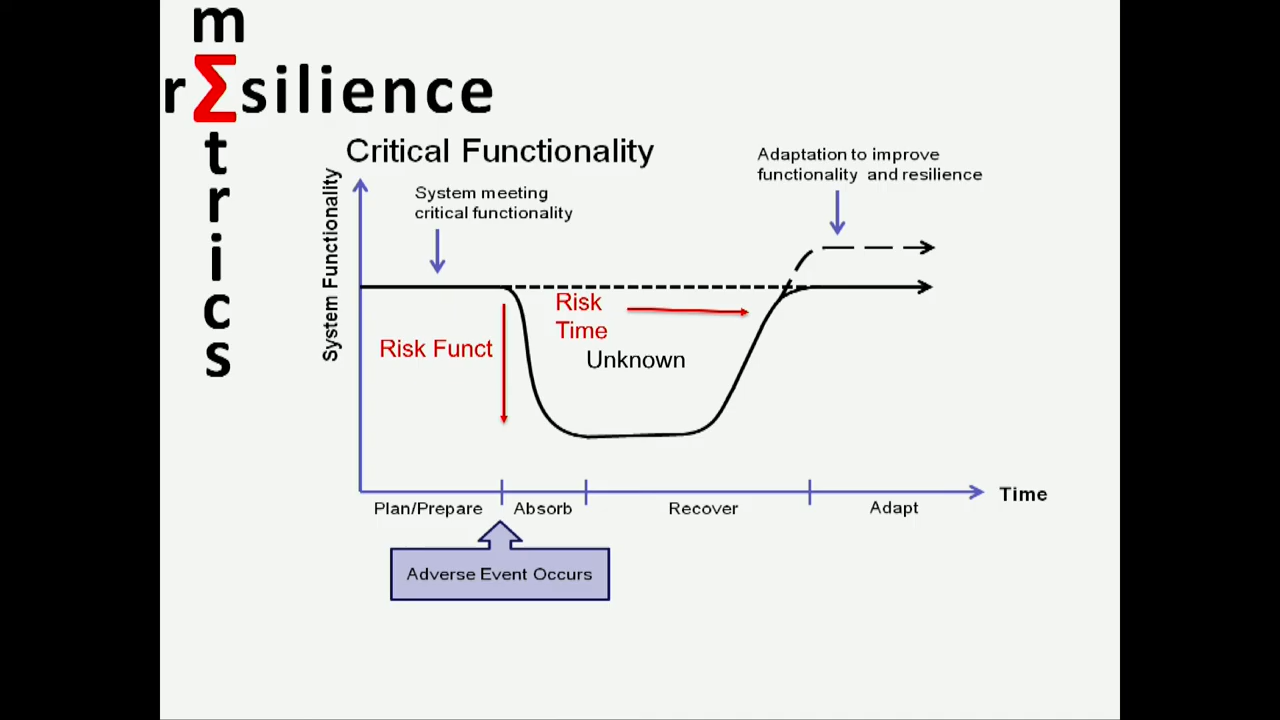 m
rΣsilience
t
r
i
c
s
Critical Functionality
System Functionality
System meeting
critical functionality
Adaptation to improve
functionality and resilience
Risk
Time
Risk Funct
Unknown
Time
Plan/Prepare
Absorb
Recover
Adapt
Adverse Event Occurs